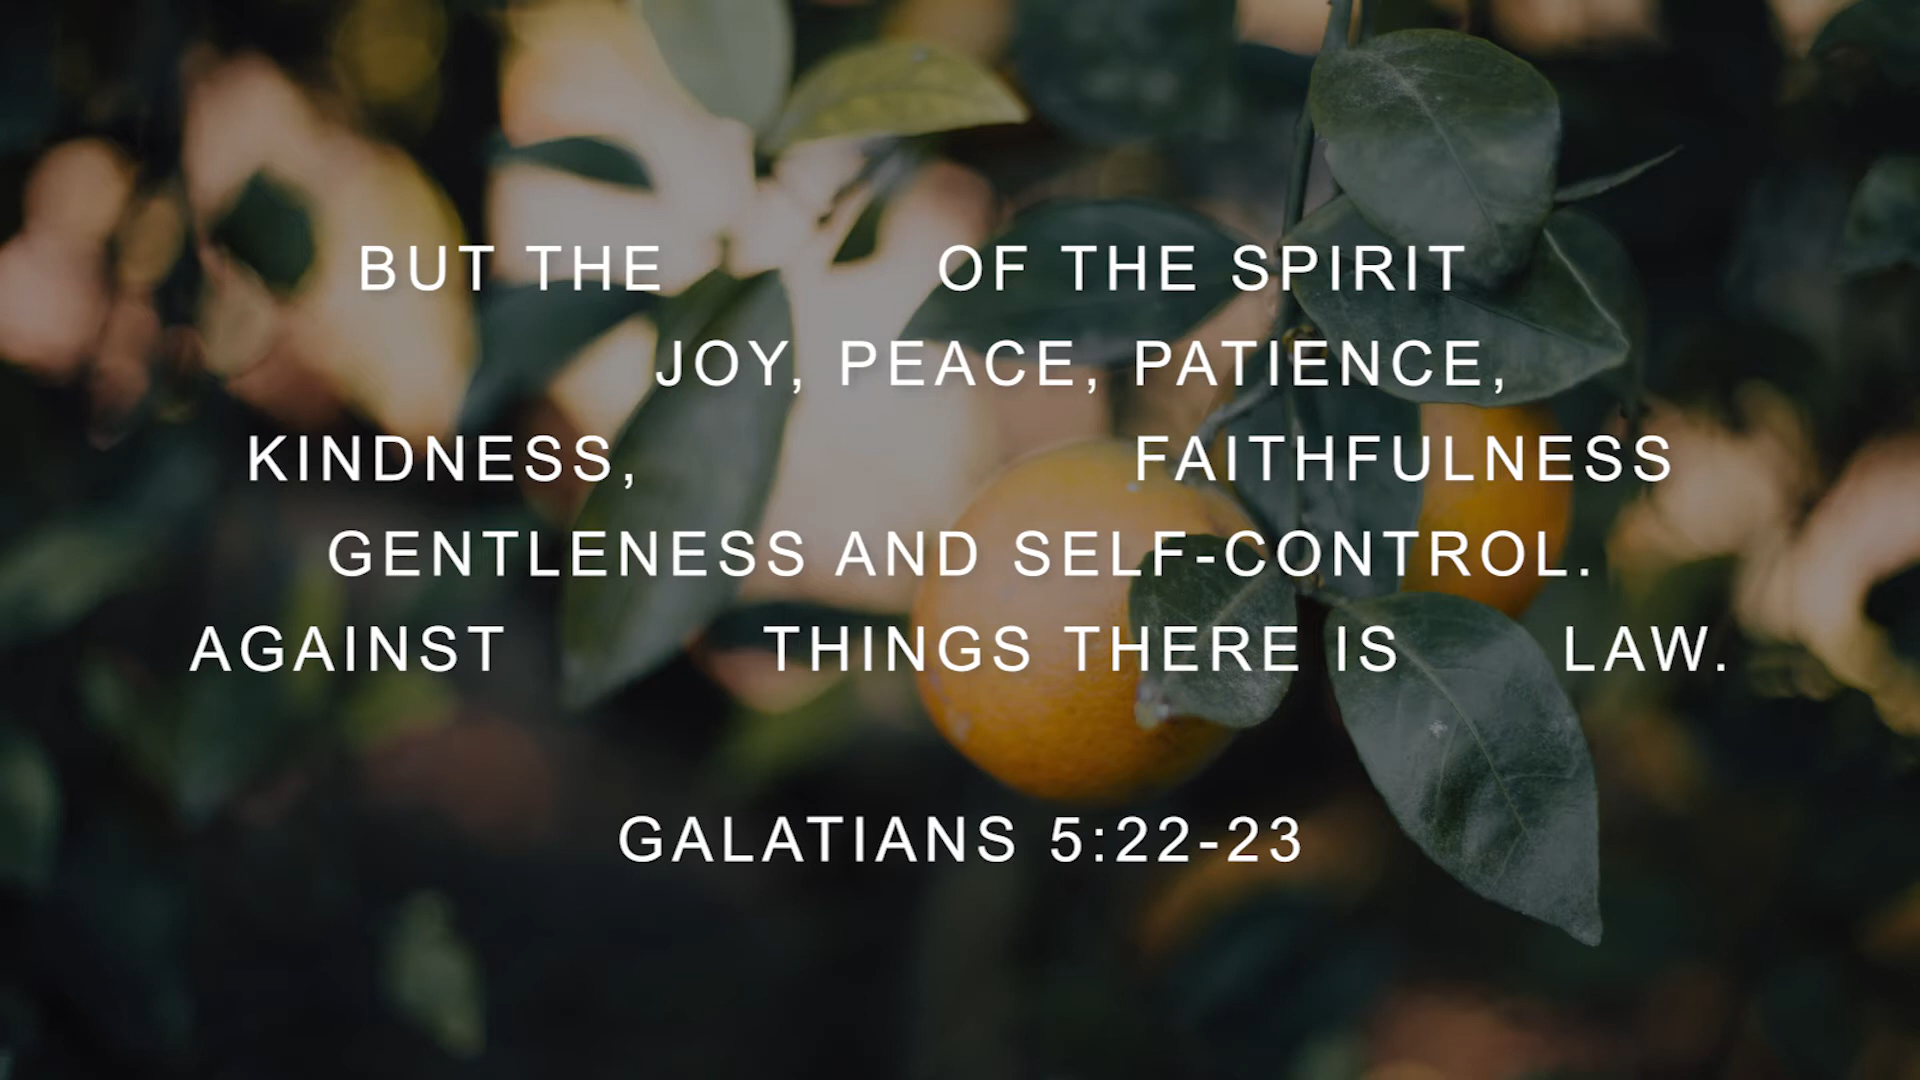 BUT THE OF THE SPIRIT
JOY, PEACE, PATIENCE,
KINDNESS, FAITHFULNESS
GENTLENESS AND SELF-CONTROL.
AGAINST THINGS THERE IS LAW.
GALATIANS 5:22-23